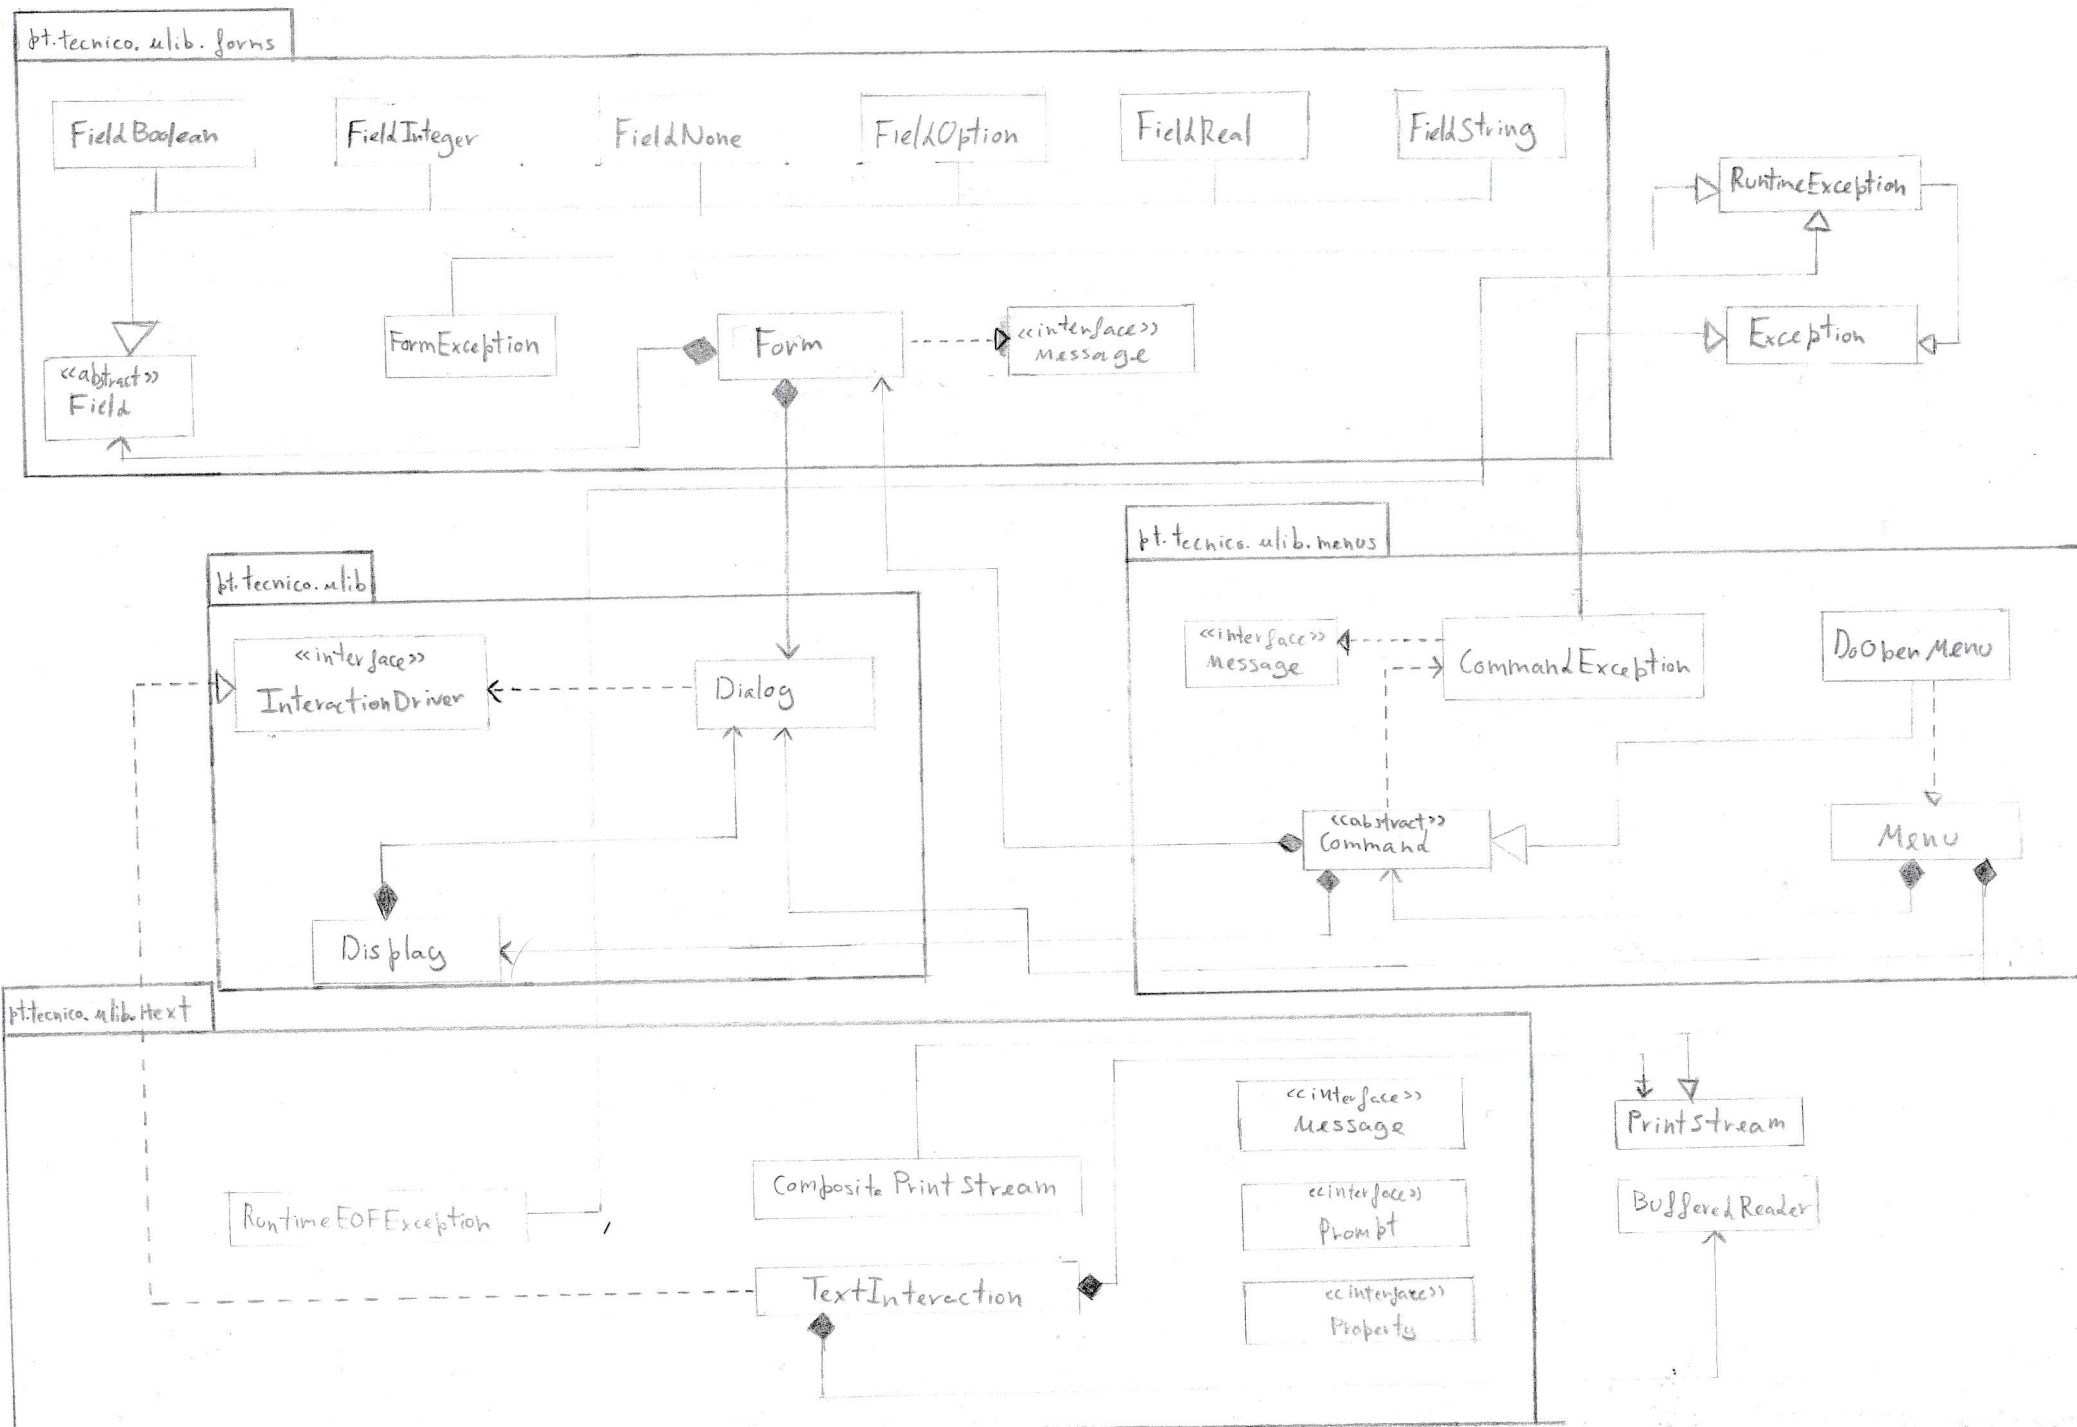 pt.tecnico.ulib.forms
FieldBoolean
FieldInteger
FieldNone
FieldOption
FieldReal
FieldString
RuntimeException
FormException
Form
<<interface>>
Message
Exception
<<abstract>>
Field
pt.tecnico.ulib.menus
pt.tecnico.ulib
<<interface>>
InteractionDriver
Dialog
<<interface>>
Message
CommandException
DoOpenMenu
<<abstract>>
Command
Menu
Display
pt.tecnico.ulib.text
<<interface>>
Message
PrintStream
CompositePrintStream
<<interface>>
Prompt
BufferedReader
RuntimeEOFException
TextInteraction
<<interface>>
Property